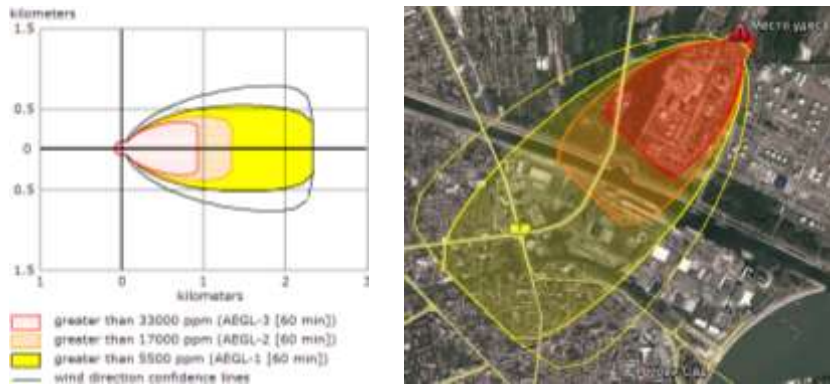 kilometers
1.5
0.5
0
0.5
1.5
1
0
1
2
3
kilometers
greater than 33000 ppm (AEGL-3 [60 min])
greater than 17000 ppm (AEGL-2 [60 min])
greater than 5500 ppm (AEGL-1 [60 min])
wind direction confidence lines
Место